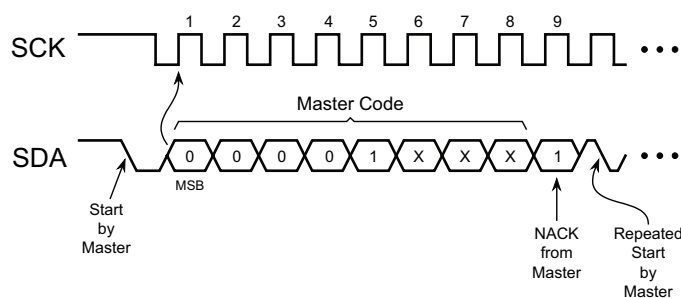 1 2 3 4 5 6 7 8 9
SCK
Master Code
SDA
0 0 0 0 1 X X X 1
MSB
Start
by
Master
NACK
from
Master
Repeated
Start
by
Master